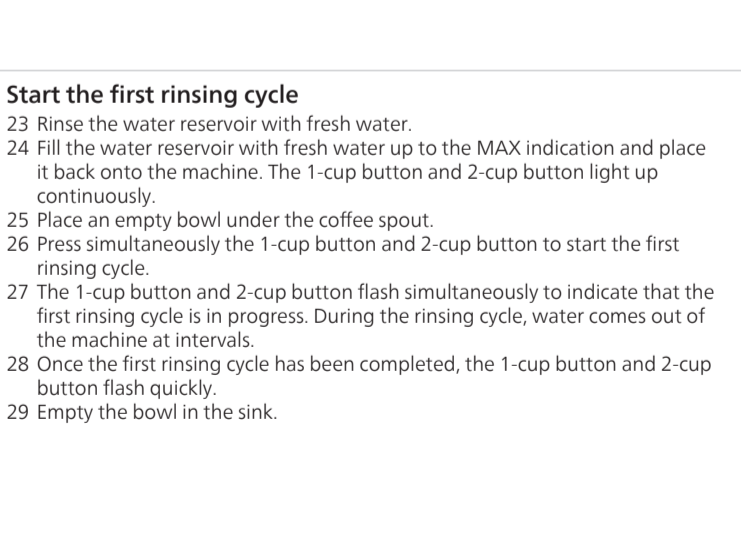 Start the first rinsing cycle
23 Rinse the water reservoir with fresh water.
24 Fill the water reservoir with fresh water up to the MAX indication and place
it back onto the machine. The 1-cup button and 2-cup button light up
continuously.
25 Place an empty bowl under the coffee spout.
26 Press simultaneously the 1-cup button and 2-cup button to start the first
rinsing cycle.
27 The 1-cup button and 2-cup button flash simultaneously to indicate that the
first rinsing cycle is in progress. During the rinsing cycle, water comes out of
the machine at intervals.
28 Once the first rinsing cycle has been completed, the 1-cup button and 2-cup
button flash quickly.
29 Empty the bowl in the sink.